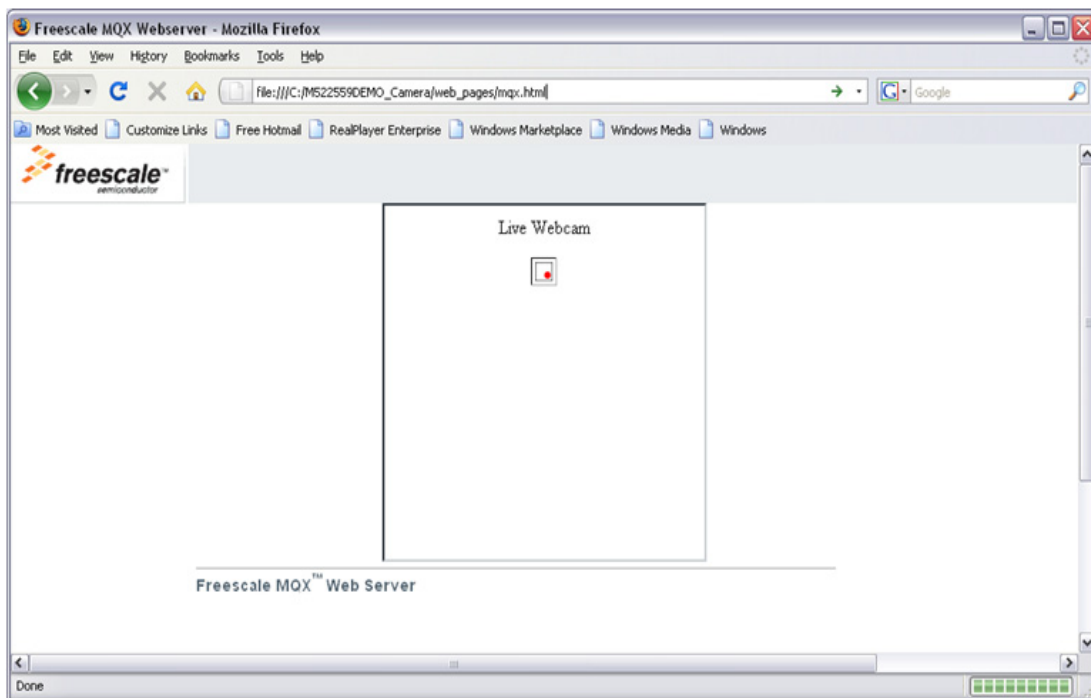 Freescale MQX Webserver - Mozilla Firefox
File Edit View History Bookmarks Tools Help
file:///C:/M522559DEMO_Camera/web_pages/mqx.html
G Google
Most Visited Customize Links Free Hotmail RealPlayer Enterprise Windows Marketplace Windows Media Windows
freescale™
semiconductor
Live Webcam
Freescale MQX™ Web Server
Done